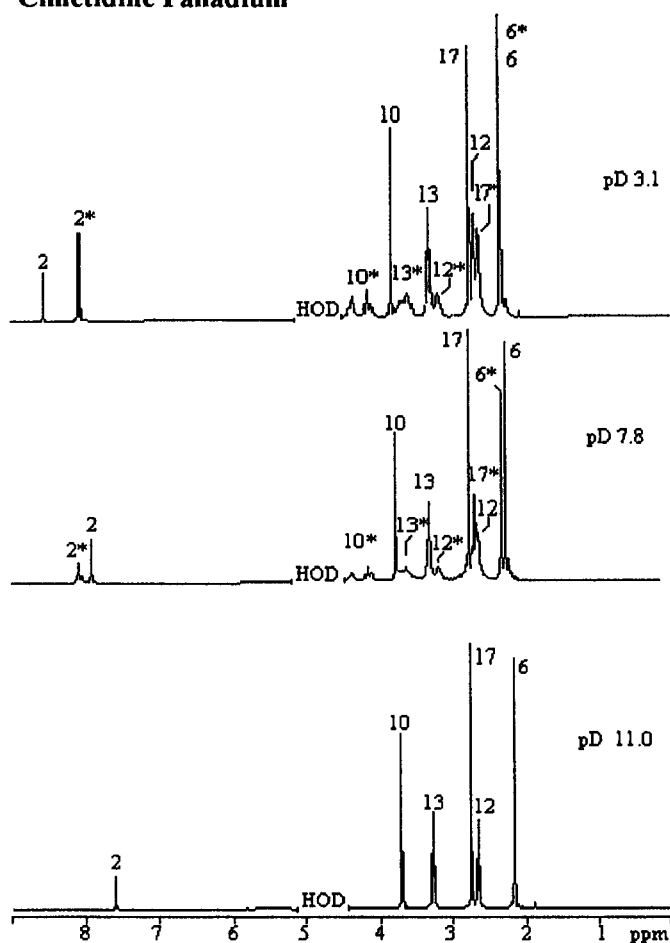 Cimetidine Palladium
6*
17 6
10
12
pD 3.1
17*
13
2*
2
10* 13* 12*
HOD
17
6* 6
pD 7.8
10
13 17*
12
2
2* 10* 13* 12*
HOD
17 6
10 pD 11.0
13 12
2
HOD
8 7 6 5 4 3 2 1 ppm